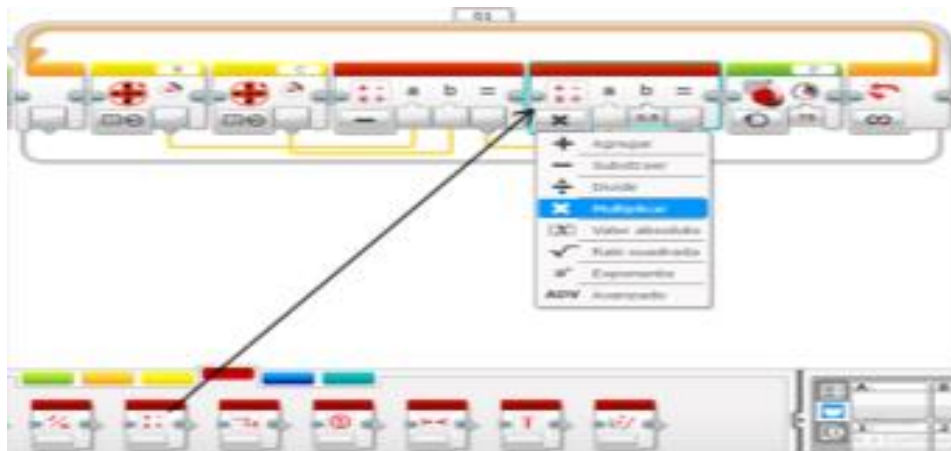 01
a b =
a b =
Agregar
Substraer
Divide
Multiplicar
Valor absoluto
Raíz cuadrada
Exponente
ADV Avanzado